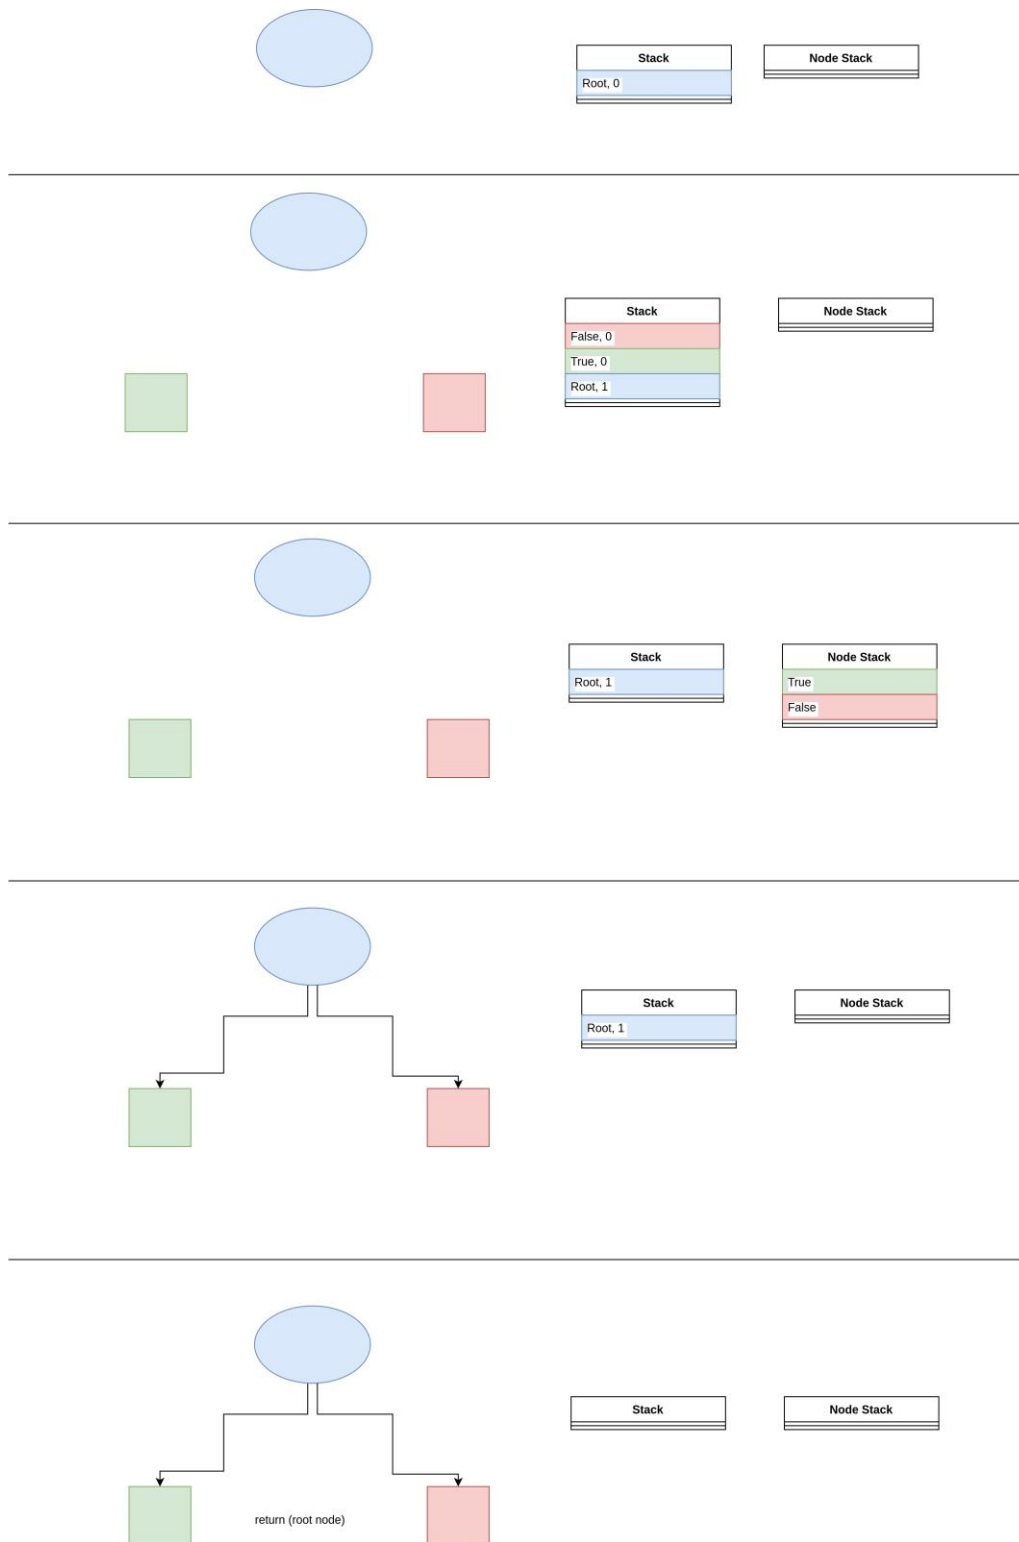 Stack
Node Stack
Root, 0
Stack
Node Stack
False, 0
True, 0
Root, 1
Stack
Node Stack
Root, 1
True
False
Stack
Node Stack
Root, 1
Stack
Node Stack
return (root node)